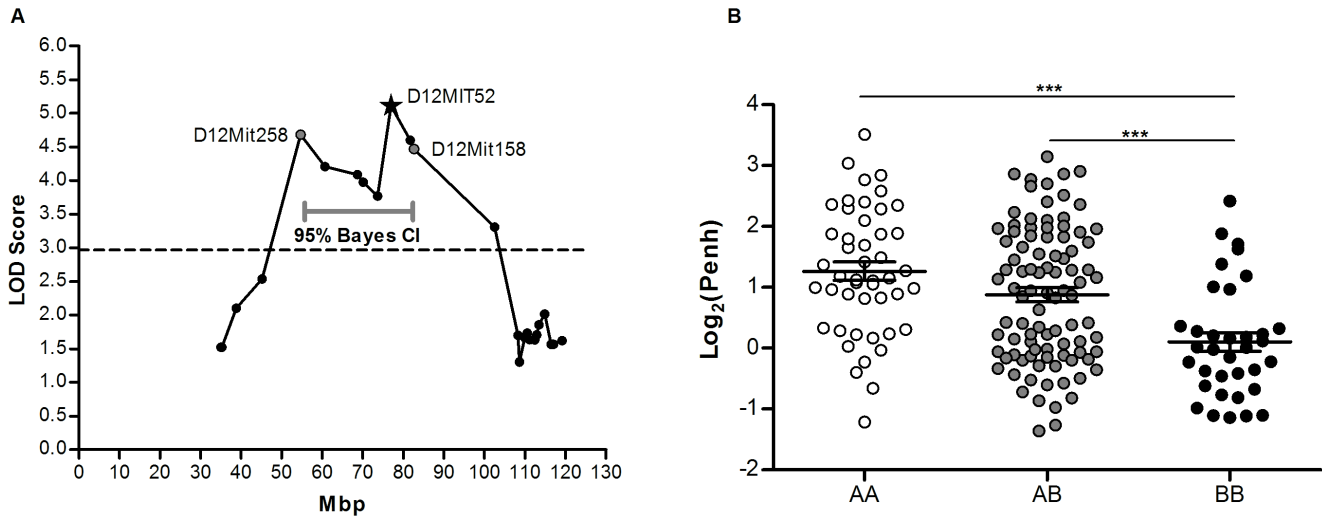 A
LOD Score
6.0
5.5
5.0
4.5
4.0
3.5
3.0
2.5
2.0
1.5
1.0
0.5
0.0
D12MIT52
D12Mit258
D12Mit158
95% Bayes CI
0 10 20 30 40 50 60 70 80 90 100 110 120 130
Mbp
B
***
***
Log2(Penh)
4
3
2
1
0
-1
-2
AA AB BB